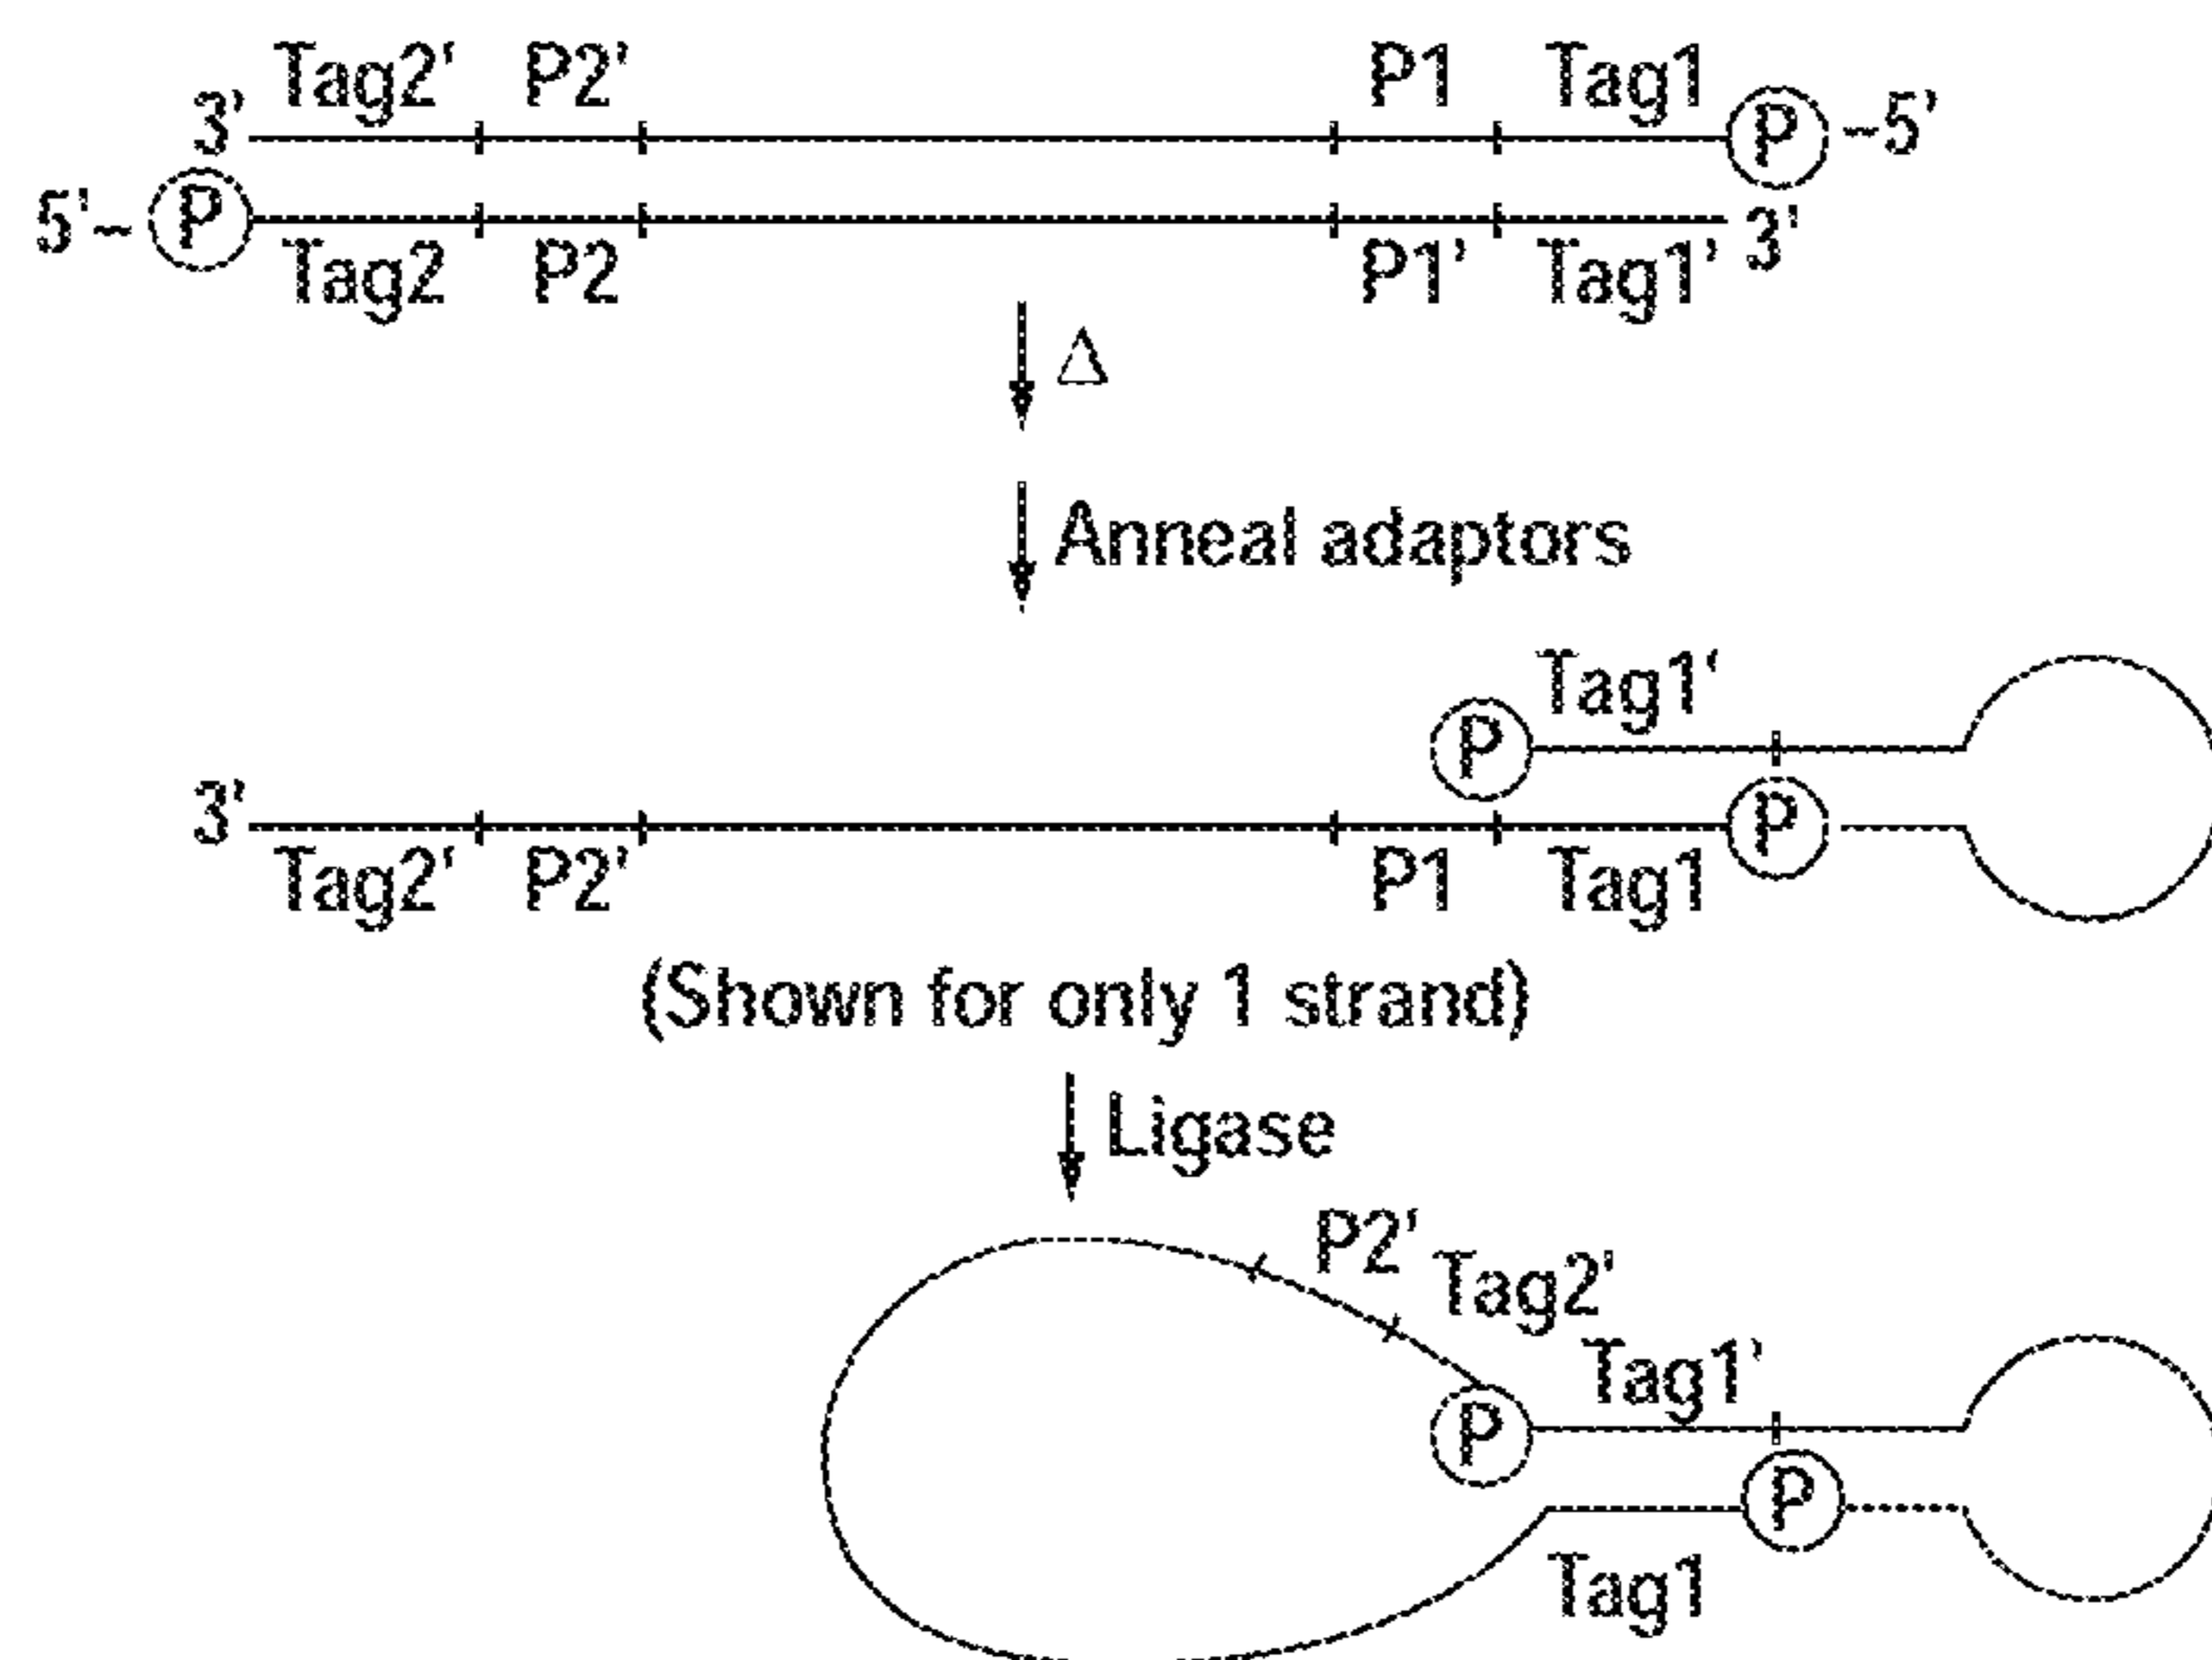 Tag2' P2' P1 Tag1
3' P -5'
5'- P 3'
Tag2 P2 P1' Tag1'
Δ
Anneal adaptors
Tag1'
P
3' P
Tag2' P2' P1 Tag1
(Shown for only 1 strand)
Ligase
P2'
Tag2'
Tag1'
P
P
Tag1